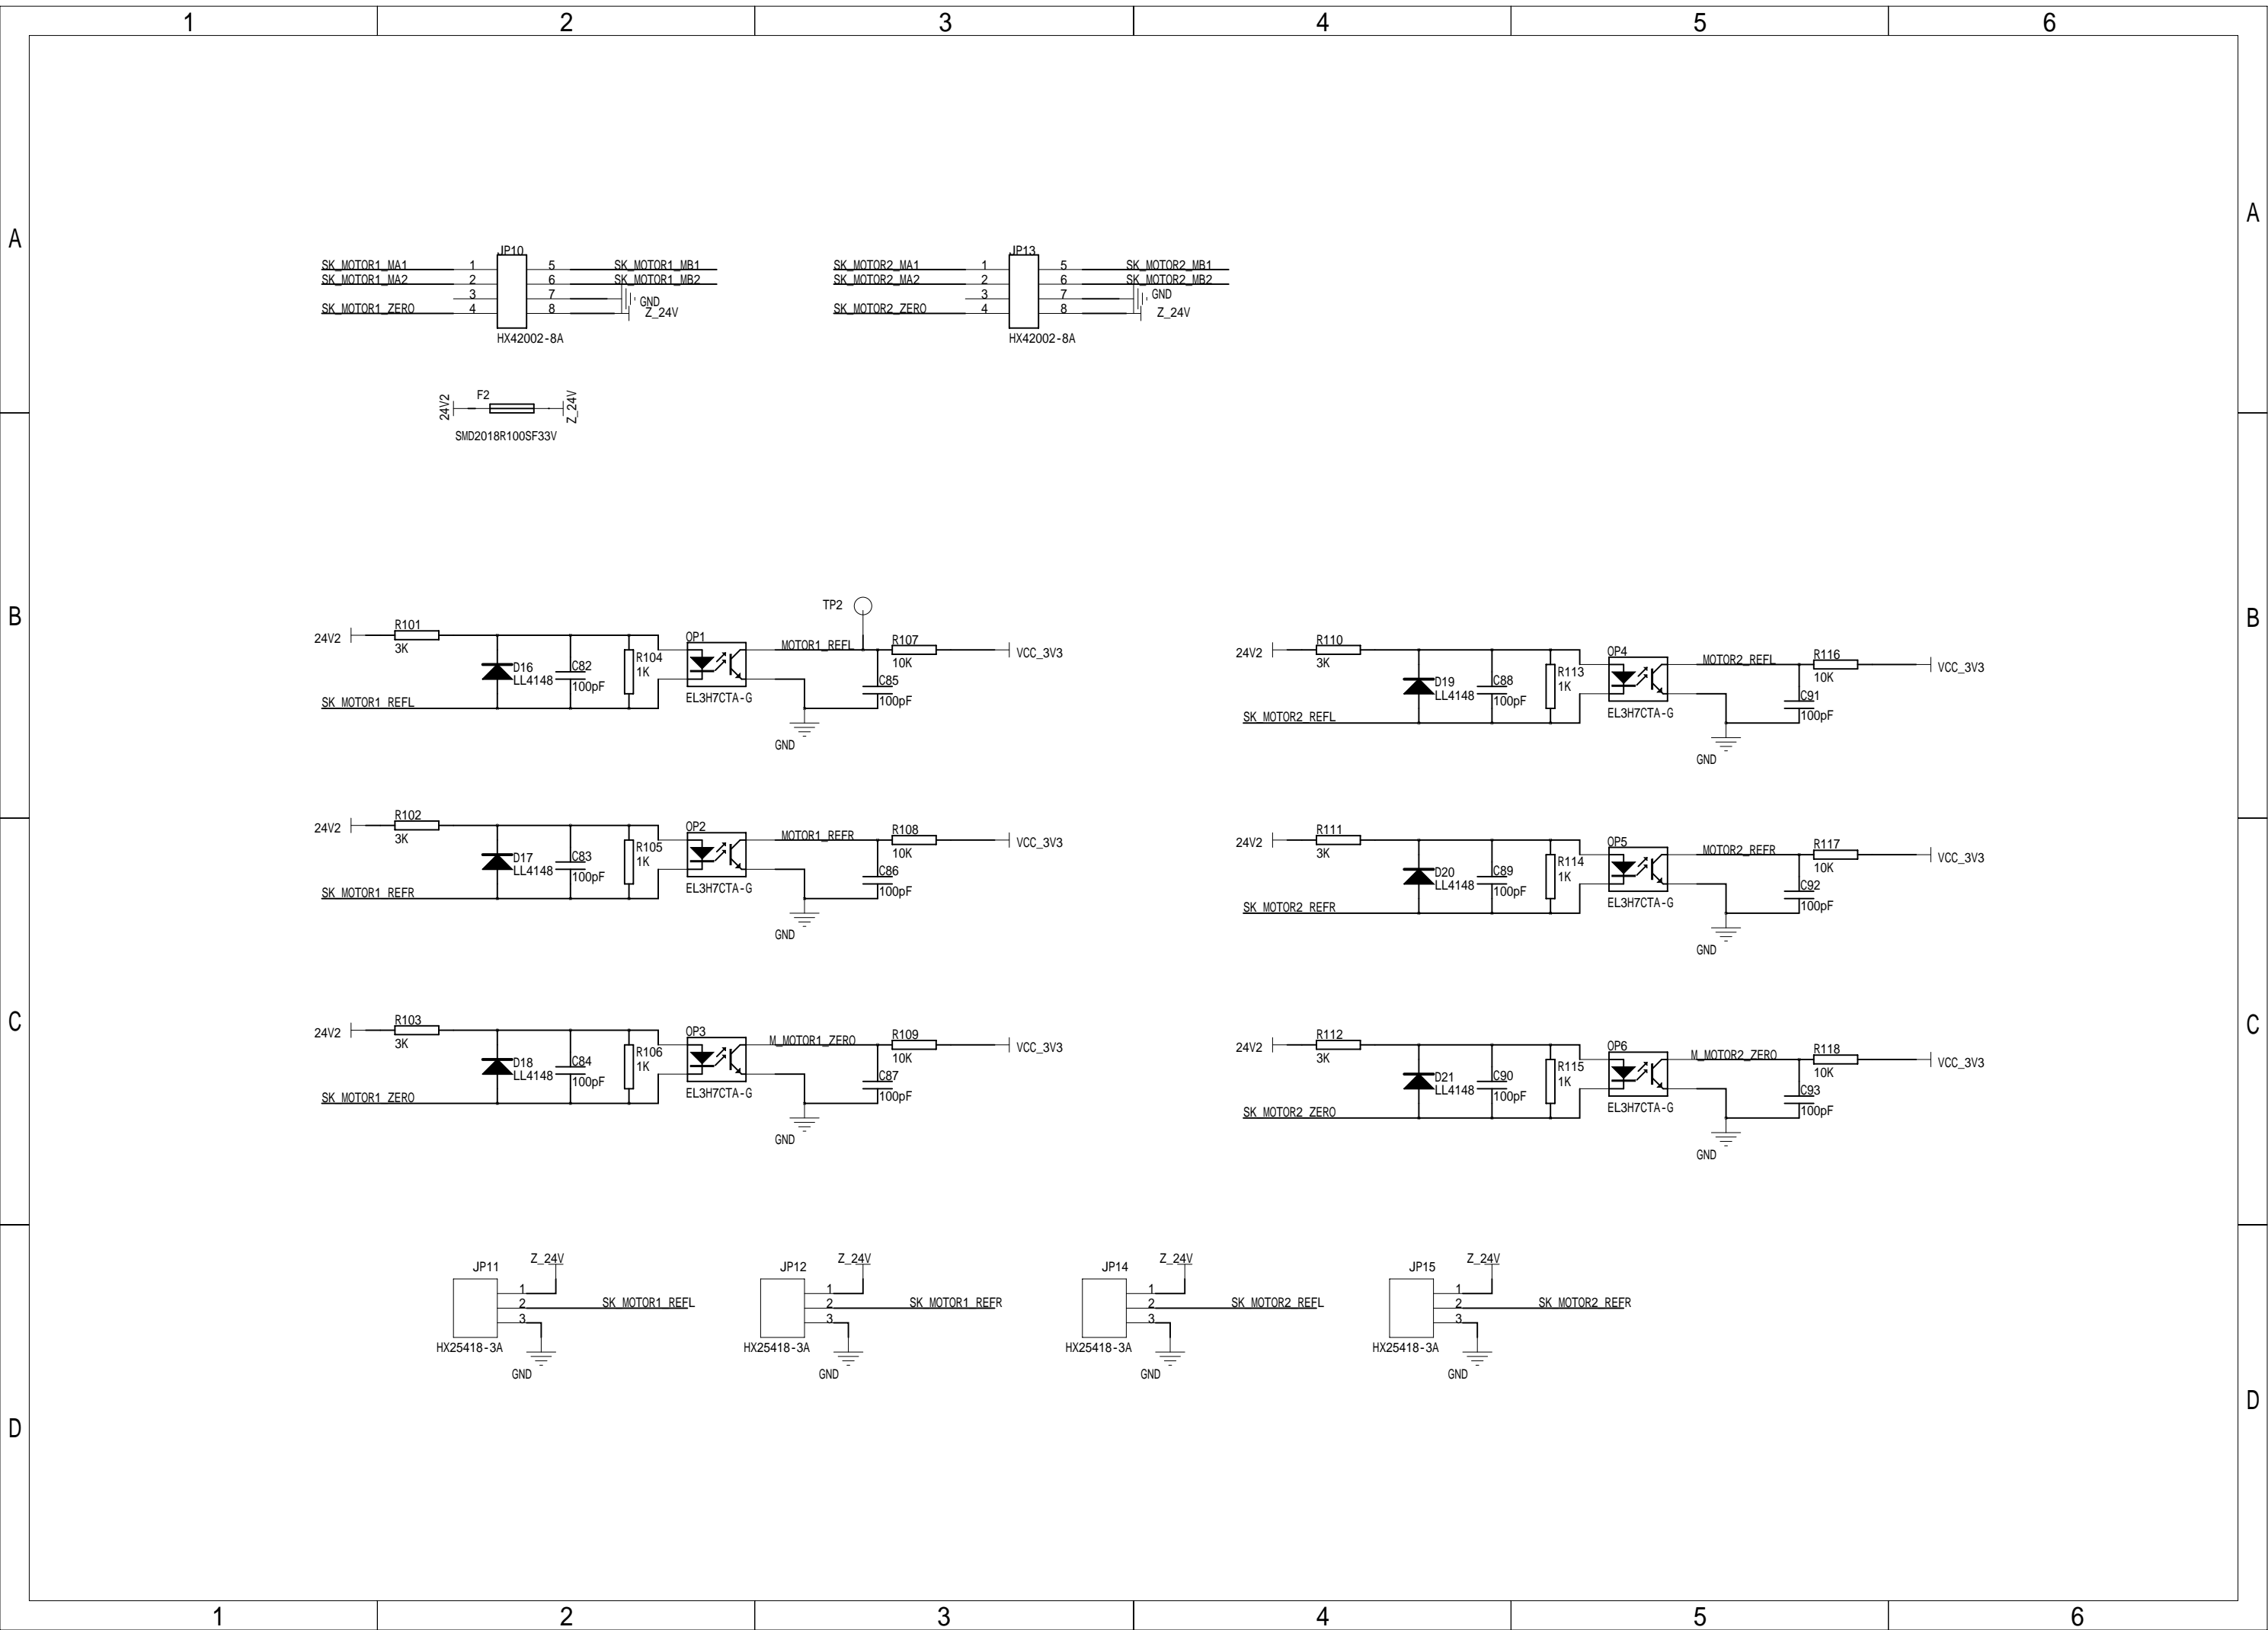 1 2 3 4 5 6
A A
JP10 JP13
SK_MOTOR1_MA1 1 5 SK_MOTOR1_MB1 SK_MOTOR2_MA1 1 5 SK_MOTOR2_MB1
SK_MOTOR1_MA2 2 6 SK_MOTOR1_MB2 SK_MOTOR2_MA2 2 6 SK_MOTOR2_MB2
3 7 GND 3 7 GND
SK_MOTOR1_ZERO 4 8 Z_24V SK_MOTOR2_ZERO 4 8 Z_24V
HX42002-8A HX42002-8A
24V2 F2 Z_24V
SMD2018R100SF33V
B B
TP2
24V2 R101 OP1 MOTOR1_REFL R107 VCC_3V3
3K D16 C82 R104 10K
LL4148 100pF 1K C85
SK_MOTOR1_REFL EL3H7CTA-G 100pF
GND
24V2 R110 OP4 MOTOR2_REFL R116 VCC_3V3
3K D19 C88 R113 10K
LL4148 100pF 1K C91
SK_MOTOR2_REFL EL3H7CTA-G 100pF
GND
24V2 R102 OP2 MOTOR1_REFR R108 VCC_3V3
3K D17 C83 R105 10K
LL4148 100pF 1K C86
SK_MOTOR1_REFR EL3H7CTA-G 100pF
GND
24V2 R111 OP5 MOTOR2_REFR R117 VCC_3V3
3K D20 C89 R114 10K
LL4148 100pF 1K C92
SK_MOTOR2_REFR EL3H7CTA-G 100pF
GND
C C
24V2 R103 OP3 M_MOTOR1_ZERO R109 VCC_3V3
3K D18 C84 R106 10K
LL4148 100pF 1K C87
SK_MOTOR1_ZERO EL3H7CTA-G 100pF
GND
24V2 R112 OP6 M_MOTOR2_ZERO R118 VCC_3V3
3K D21 C90 R115 10K
LL4148 100pF 1K C93
SK_MOTOR2_ZERO EL3H7CTA-G 100pF
GND
JP11 Z_24V JP12 Z_24V JP14 Z_24V JP15 Z_24V
1 1 1 1
2 SK_MOTOR1_REFL 2 SK_MOTOR1_REFR 2 SK_MOTOR2_REFL 2 SK_MOTOR2_REFR
3 3 3 3
HX25418-3A HX25418-3A HX25418-3A HX25418-3A
GND GND GND GND
D D
1 2 3 4 5 6